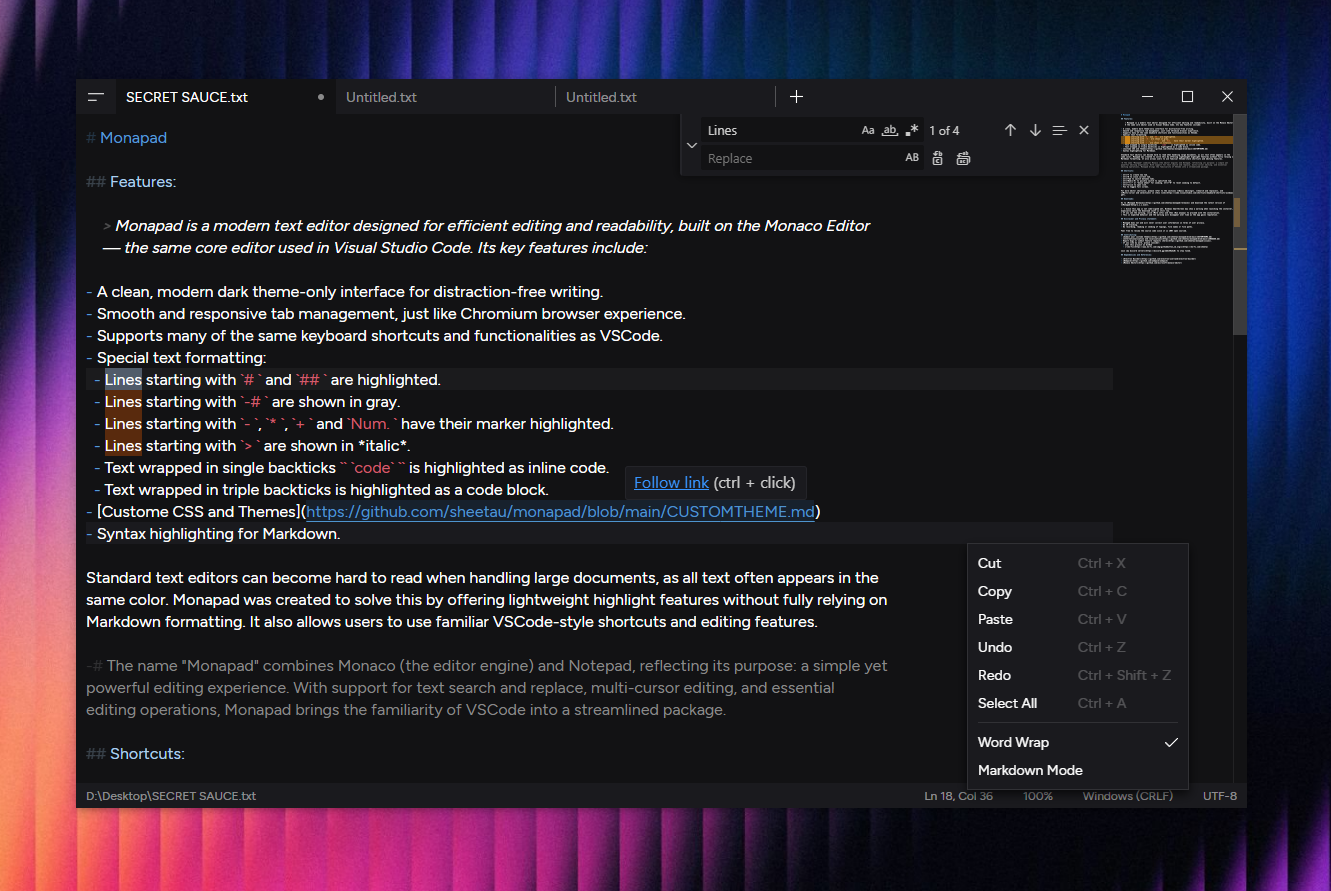 SECRET SAUCE.txt
Untitled.txt
Untitled.txt
Lines
Aa
ab
1 of 4
Replace
AB
# Monapad
## Features:
> Monapad is a modern text editor designed for efficient editing and readability, built on the Monaco Editor
— the same core editor used in Visual Studio Code. Its key features include:
- A clean, modern dark theme-only interface for distraction-free writing.
- Smooth and responsive tab management, just like Chromium browser experience.
- Supports many of the same keyboard shortcuts and functionalities as VSCode.
- Special text formatting:
- Lines starting with `# ` and `## ` are highlighted.
- Lines starting with `-# ` are shown in gray.
- Lines starting with `- `, `* `, `+ ` and `Num. ` have their marker highlighted.
- Lines starting with `> ` are shown in *italic*.
- Text wrapped in single backticks `` `code` `` is highlighted as inline code.
- Text wrapped in triple backticks is highlighted as a code block.
Follow link (ctrl + click)
- [Custome CSS and Themes](https://github.com/sheetau/monapad/blob/main/CUSTOMTHEME.md)
- Syntax highlighting for Markdown.
Standard text editors can become hard to read when handling large documents, as all text often appears in the
same color. Monapad was created to solve this by offering lightweight highlight features without fully relying on
Markdown formatting. It also allows users to use familiar VSCode-style shortcuts and editing features.
-# The name "Monapad" combines Monaco (the editor engine) and Notepad, reflecting its purpose: a simple yet
powerful editing experience. With support for text search and replace, multi-cursor editing, and essential
editing operations, Monapad brings the familiarity of VSCode into a streamlined package.
## Shortcuts:
Cut Ctrl + X
Copy Ctrl + C
Paste Ctrl + V
Undo Ctrl + Z
Redo Ctrl + Shift + Z
Select All Ctrl + A
Word Wrap
Markdown Mode
D:\Desktop\SECRET SAUCE.txt
Ln 18, Col 36
100%
Windows (CRLF)
UTF-8